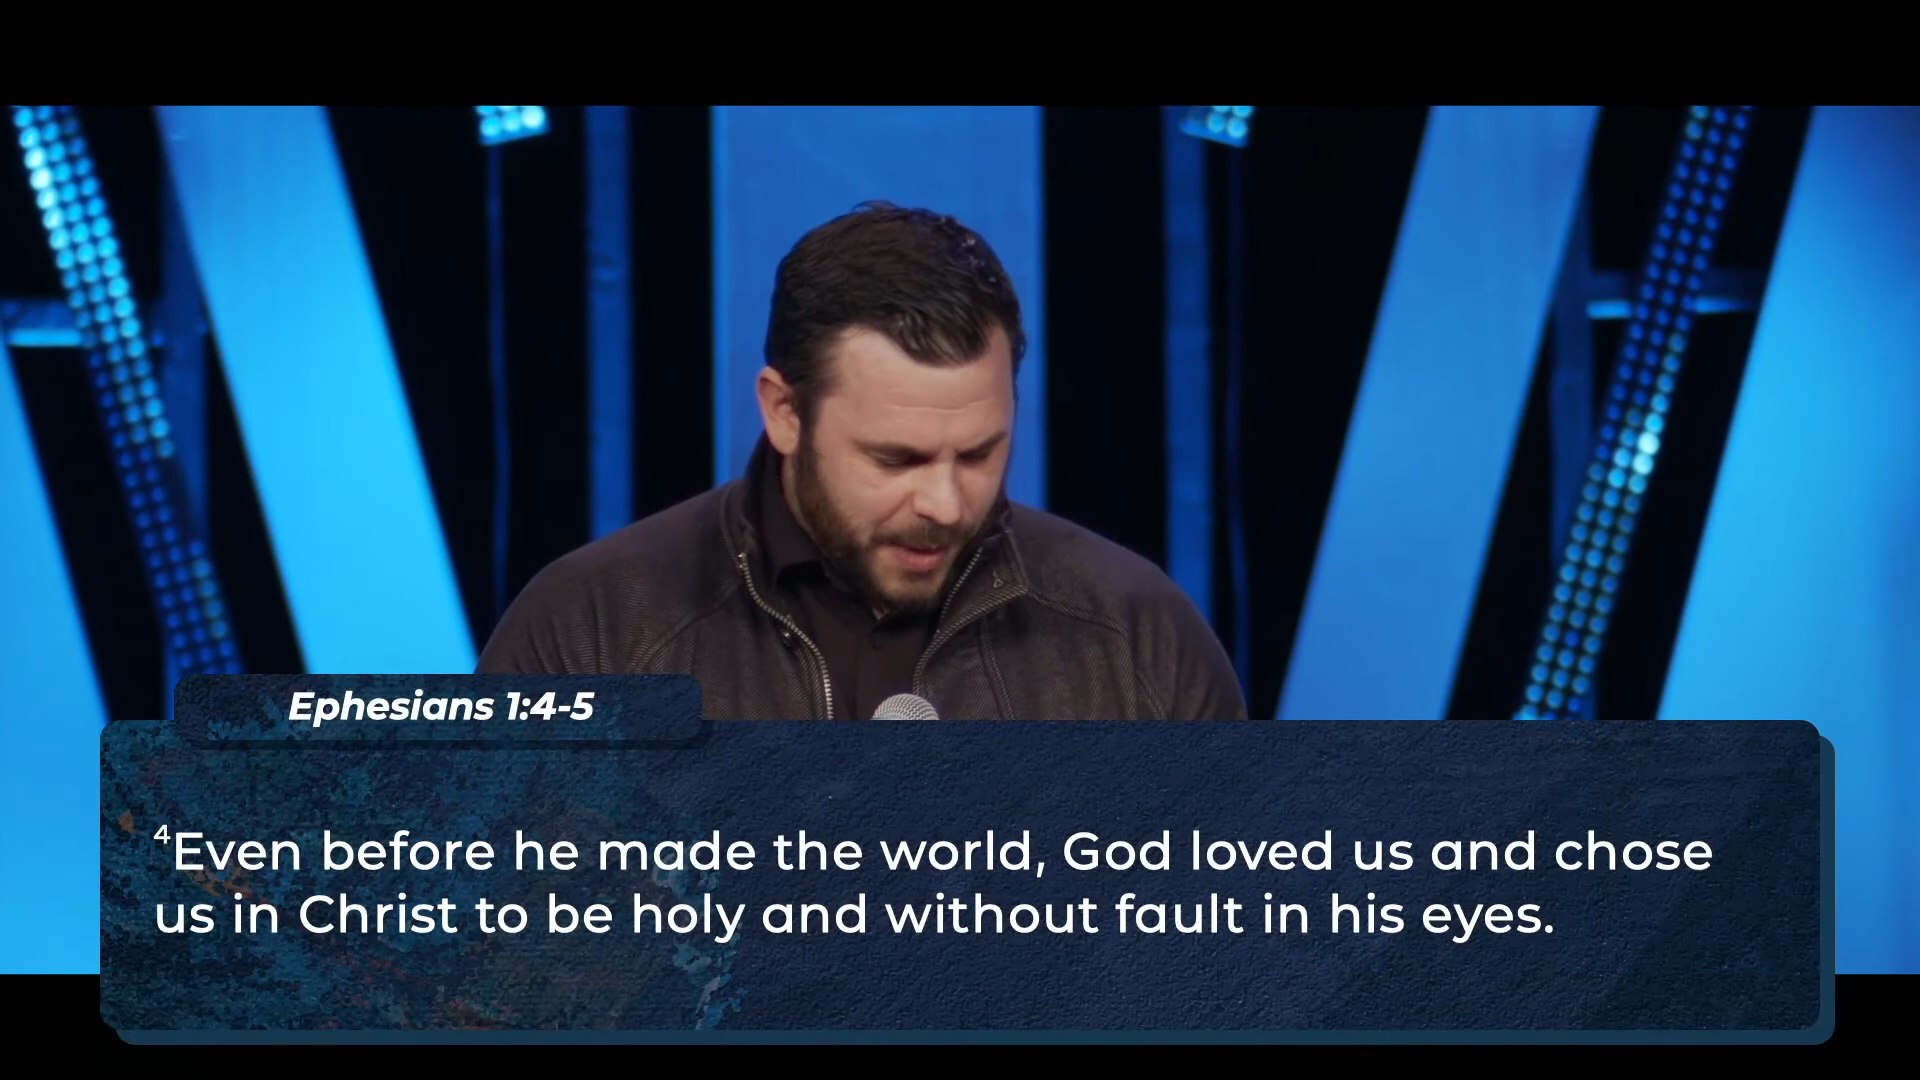 Ephesians 1:4-5
⁴Even before he made the world, God loved us and chose
us in Christ to be holy and without fault in his eyes.